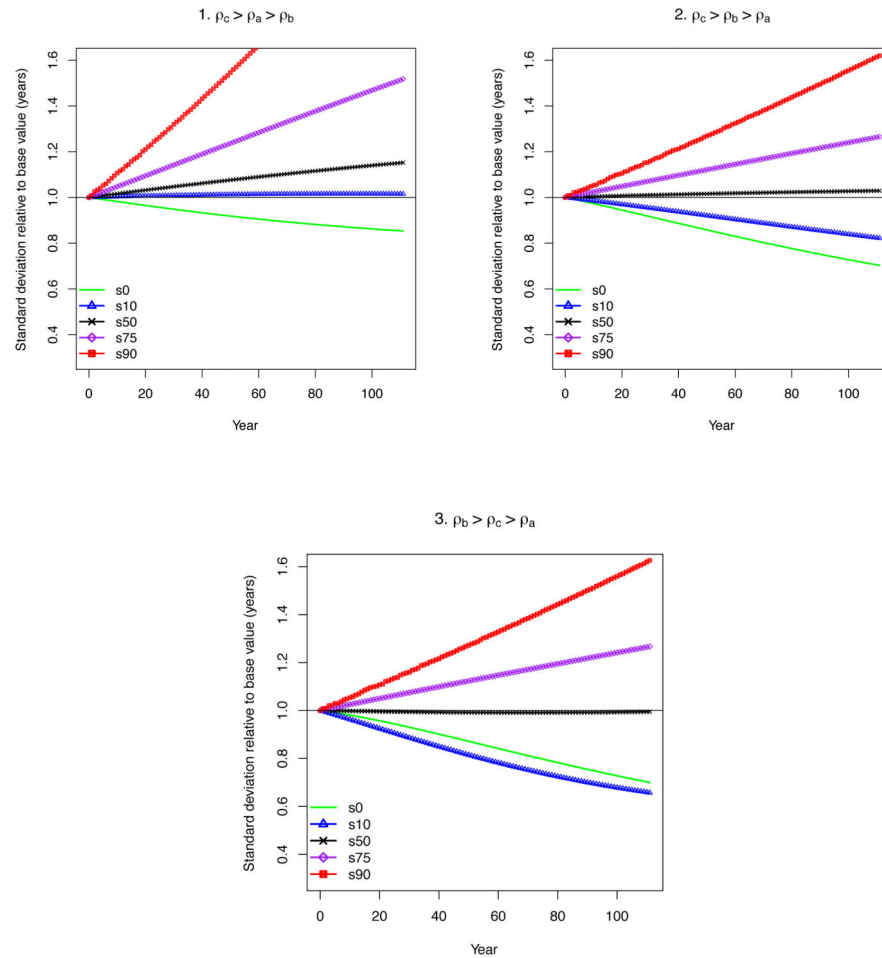 1. ρc > ρa > ρb
Standard deviation relative to base value (years)
1.6
1.4
1.2
1.0
0.8
0.6
0.4
s0
s10
s50
s75
s90
0 20 40 60 80 100
Year
2. ρc > ρb > ρa
Standard deviation relative to base value (years)
1.6
1.4
1.2
1.0
0.8
0.6
0.4
s0
s10
s50
s75
s90
0 20 40 60 80 100
Year
3. ρb > ρc > ρa
Standard deviation relative to base value (years)
1.6
1.4
1.2
1.0
0.8
0.6
0.4
s0
s10
s50
s75
s90
0 20 40 60 80 100
Year